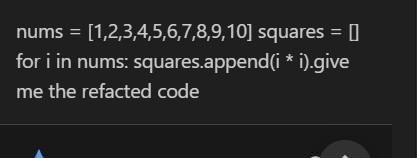 nums = [1,2,3,4,5,6,7,8,9,10] squares = []
for i in nums: squares.append(i * i).give
me the refacted code